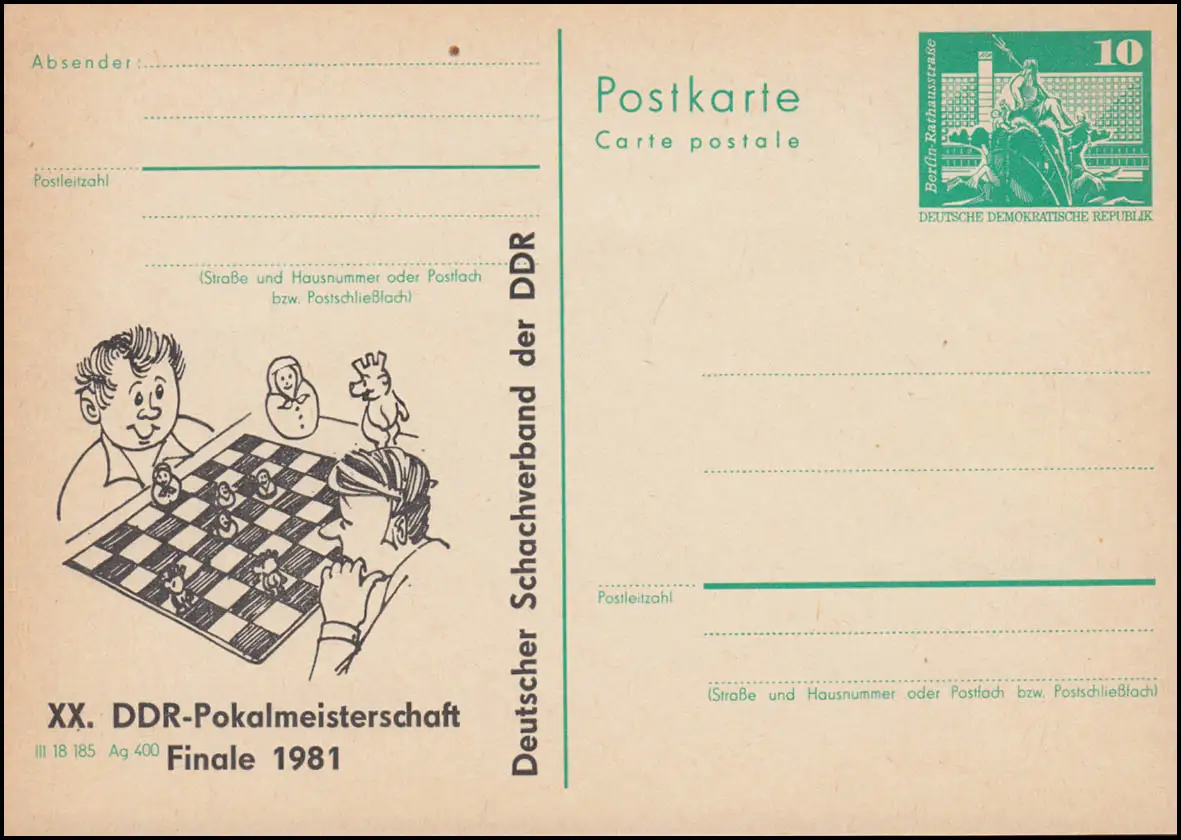 Absender:
Postleitzahl
(Straße und Hausnummer oder Postfach
bzw. Postschließfach)
Deutscher Schachverband der DDR
XX. DDR-Pokalmeisterschaft
III 18 185 Ag 400
Finale 1981
Postkarte
Carte postale
10
Berlin-Rathausstraße
DEUTSCHE DEMOKRATISCHE REPUBLIK
Postleitzahl
(Straße und Hausnummer oder Postfach bzw. Postschließfach)